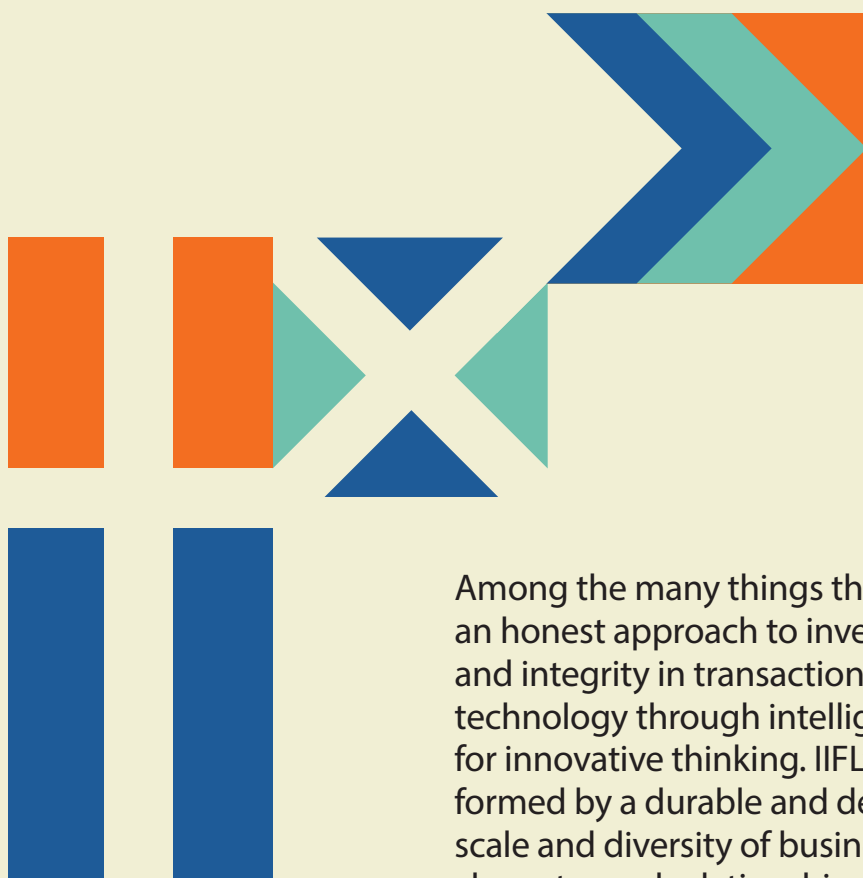 Among the many things th
an honest approach to inve
and integrity in transaction
technology through intellig
for innovative thinking. IIFL
formed by a durable and de
scale and diversity of busin